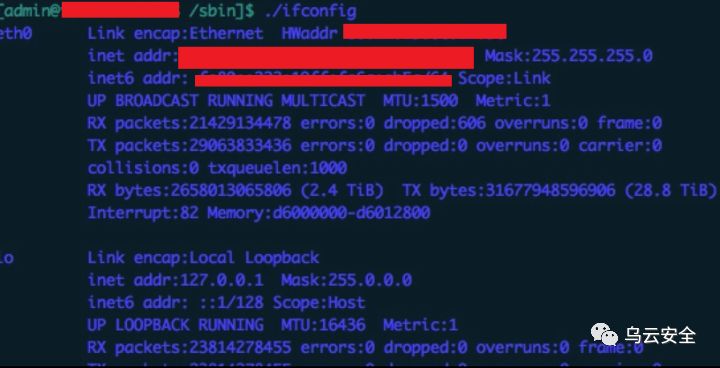 [admin@ /sbin]$ ./ifconfig
eth0 Link encap:Ethernet HWaddr
inet addr: Mask:255.255.255.0
inet6 addr: Scope:Link
UP BROADCAST RUNNING MULTICAST MTU:1500 Metric:1
RX packets:21429134478 errors:0 dropped:606 overruns:0 frame:0
TX packets:29063833436 errors:0 dropped:0 overruns:0 carrier:0
collisions:0 txqueuelen:1000
RX bytes:2658013065806 (2.4 TiB) TX bytes:31677948596906 (28.8 TiB)
Interrupt:82 Memory:d6000000-d6012800
lo Link encap:Local Loopback
inet addr:127.0.0.1 Mask:255.0.0.0
inet6 addr: ::1/128 Scope:Host
UP LOOPBACK RUNNING MTU:16436 Metric:1
RX packets:23814278455 errors:0 dropped:0 overruns:0 frame:0
乌云安全